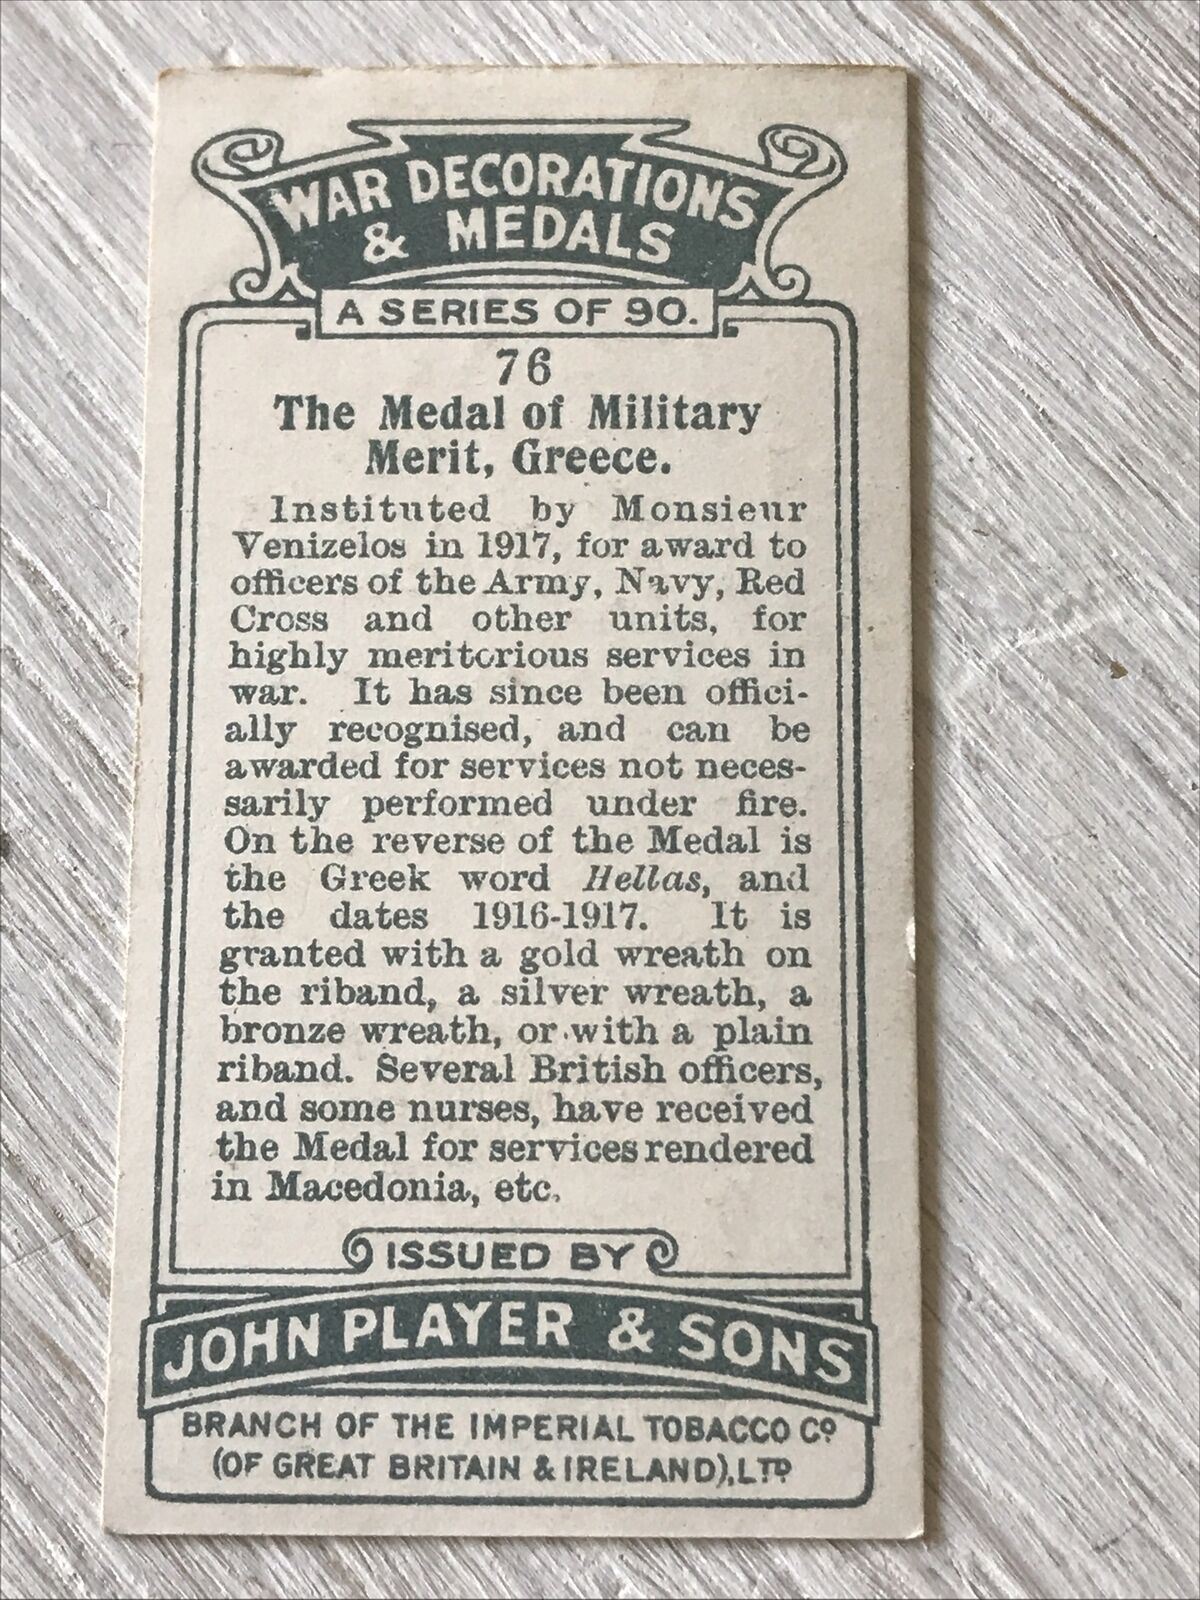 WAR DECORATIONS
& MEDALS
A SERIES OF 90.
76
The Medal of Military
Merit, Greece.
Instituted by Monsieur
Venizelos in 1917, for award to
officers of the Army, Navy, Red
Cross and other units, for
highly meritorious services in
war. It has since been offici-
ally recognised, and can be
awarded for services not neces-
sarily performed under fire.
On the reverse of the Medal is
the Greek word Hellas, and
the dates 1916-1917. It is
granted with a gold wreath on
the riband, a silver wreath, a
bronze wreath, or with a plain
riband. Several British officers,
and some nurses, have received
the Medal for services rendered
in Macedonia, etc.
ISSUED BY
JOHN PLAYER & SONS
BRANCH OF THE IMPERIAL TOBACCO Co
(OF GREAT BRITAIN & IRELAND), LTD